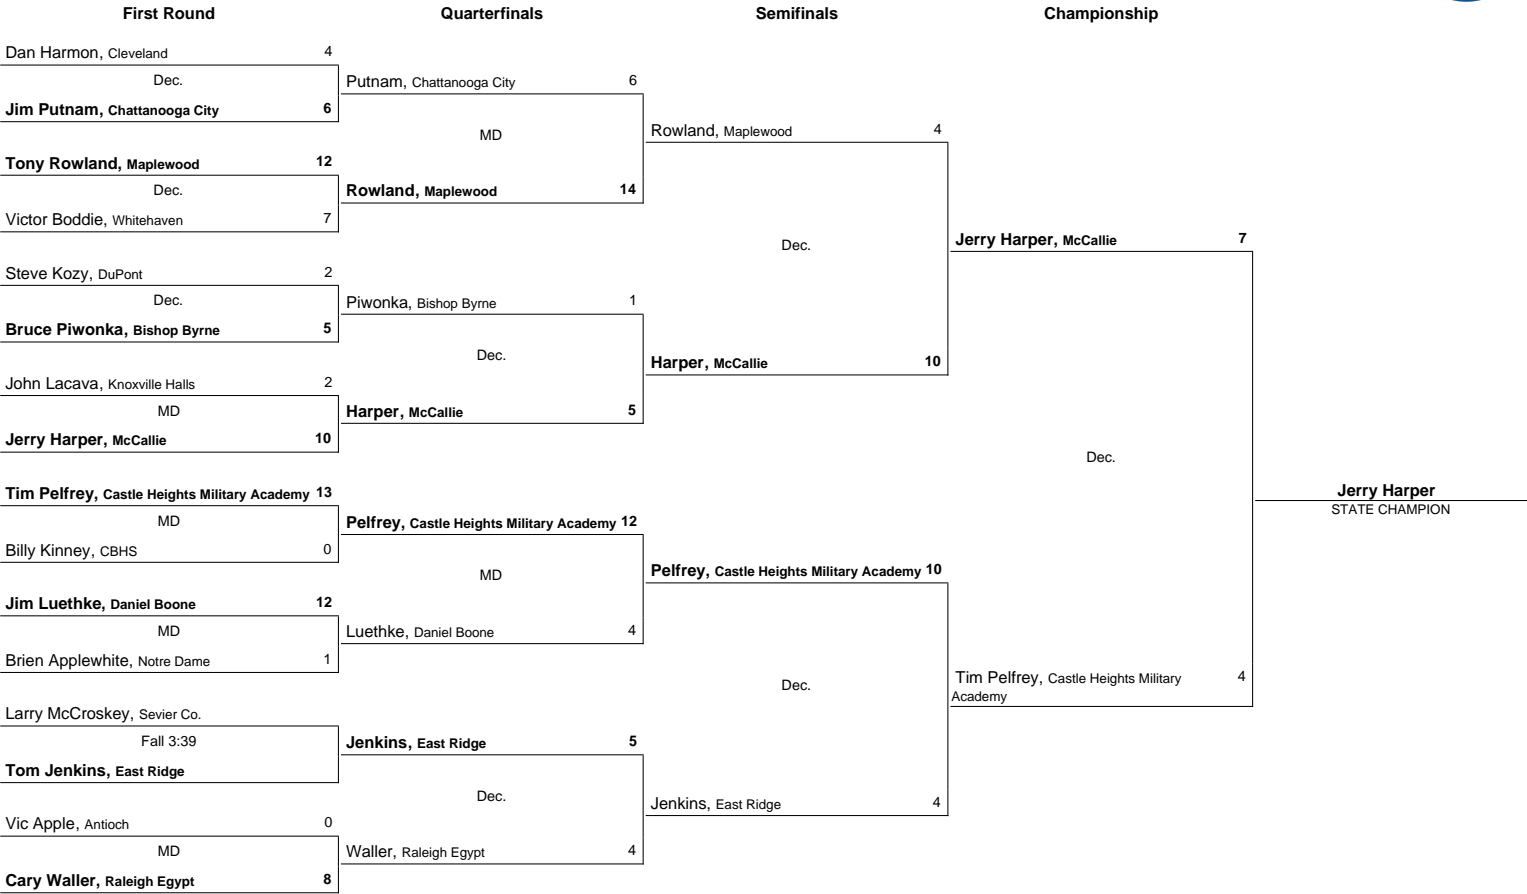 First Round Quarterfinals Semifinals Championship
Dan Harmon, Cleveland 4
Dec.
Jim Putnam, Chattanooga City 6
Tony Rowland, Maplewood 12
Dec.
Victor Boddie, Whitehaven 7
Steve Kozy, DuPont 2
Dec.
Bruce Piwonka, Bishop Byrne 5
John Lacava, Knoxville Halls 2
MD
Jerry Harper, McCallie 10
Tim Pelfrey, Castle Heights Military Academy 13
MD
Billy Kinney, CBHS 0
Jim Luethke, Daniel Boone 12
MD
Brien Applewhite, Notre Dame 1
Larry McCroskey, Sevier Co.
Fall 3:39
Tom Jenkins, East Ridge
Vic Apple, Antioch 0
MD
Cary Waller, Raleigh Egypt 8
Putnam, Chattanooga City 6
MD
Rowland, Maplewood 14
Piwonka, Bishop Byrne 1
Dec.
Harper, McCallie 5
Pelfrey, Castle Heights Military Academy 12
MD
Luethke, Daniel Boone 4
Jenkins, East Ridge 5
Dec.
Waller, Raleigh Egypt 4
Rowland, Maplewood 4
Dec.
Harper, McCallie 10
Pelfrey, Castle Heights Military Academy 10
Dec.
Jenkins, East Ridge 4
Jerry Harper, McCallie 7
Dec.
Tim Pelfrey, Castle Heights Military 4
Academy
Jerry Harper
STATE CHAMPION